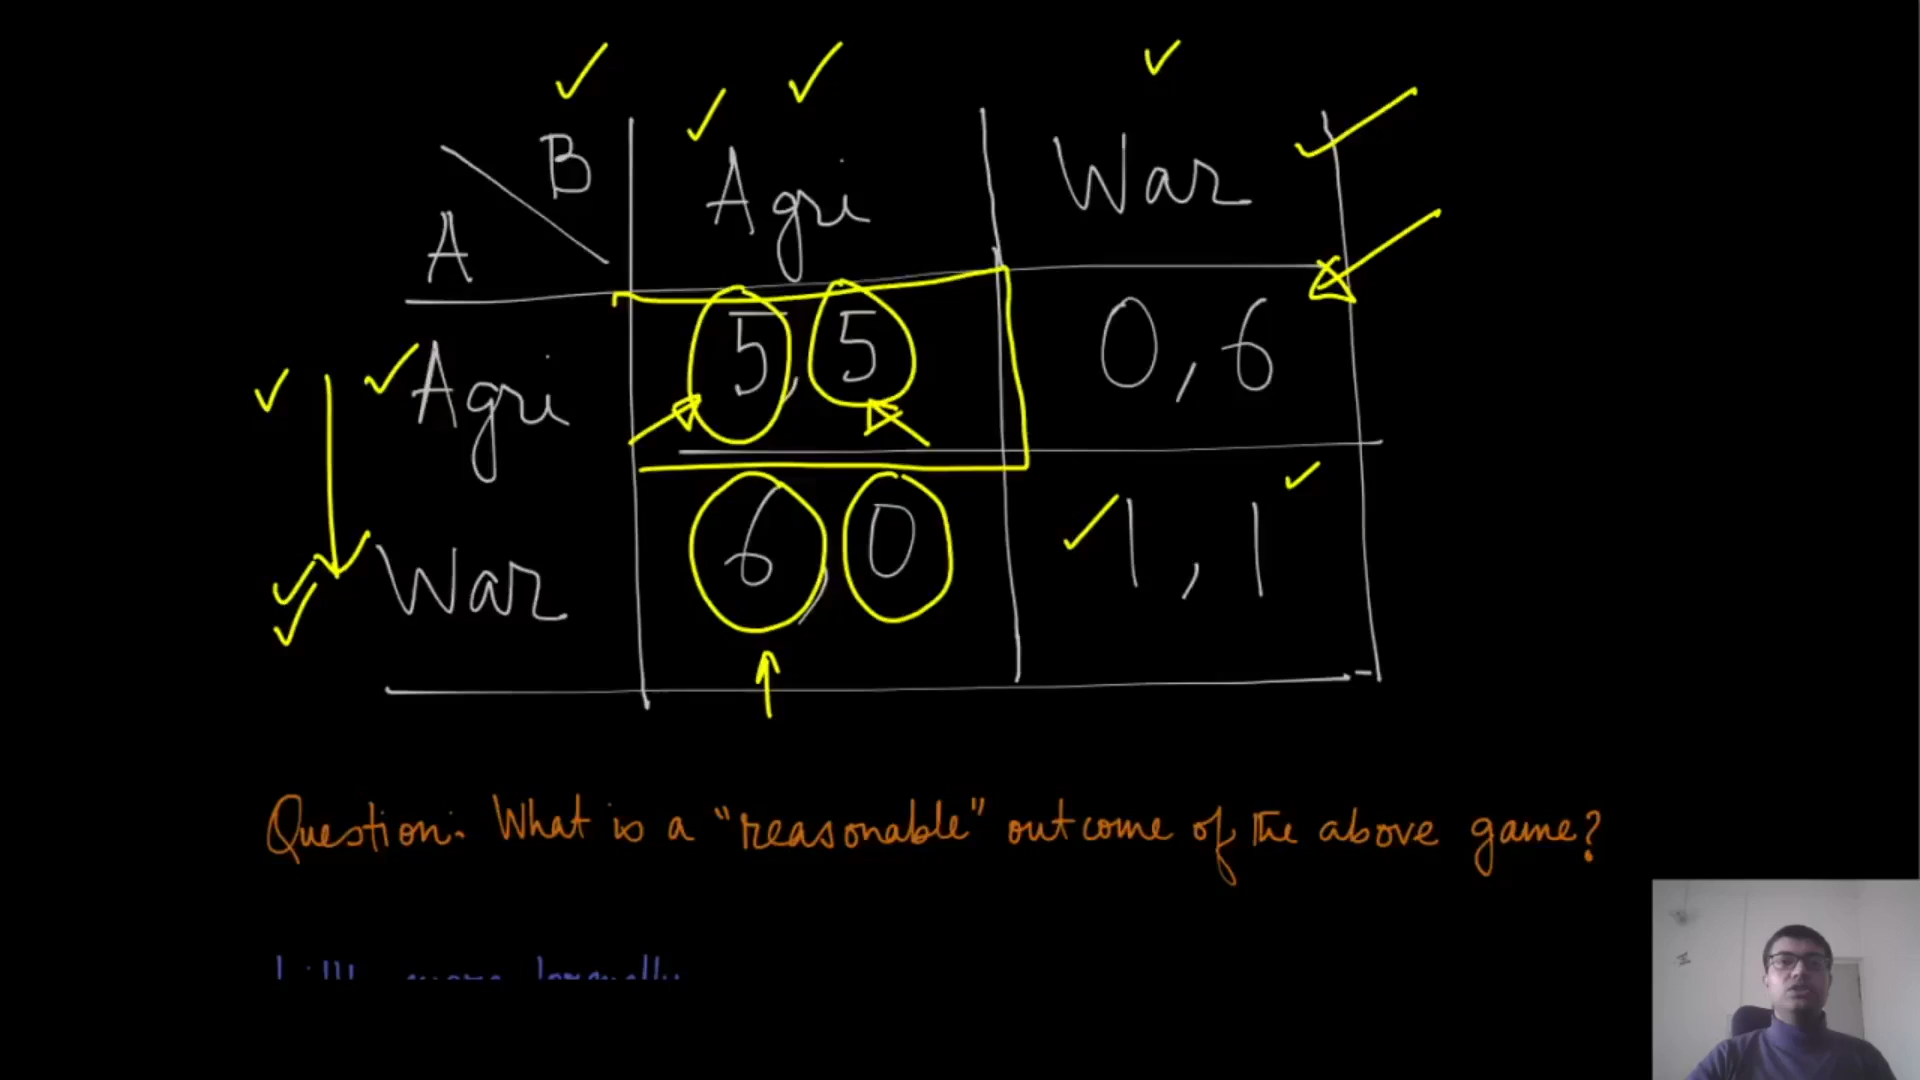 B Agri War
A
Agri 5, 5 0, 6
War 6, 0 1, 1
Question: What is a "reasonable" outcome of the above game?